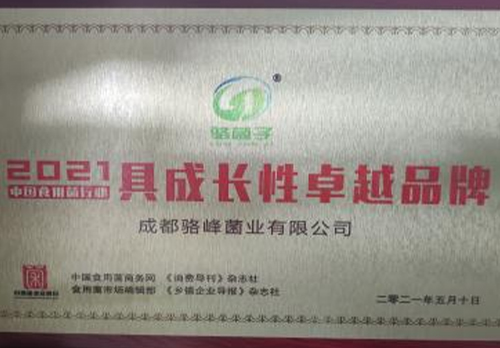 ®
骆菌子
2021
中国食用菌行业
具成长性卓越品牌
成都骆峰菌业有限公司
中国食用菌商务网 《消费导刊》杂志社
食用菌市场编辑部 《乡镇企业导报》杂志社
二零二一年五月十日